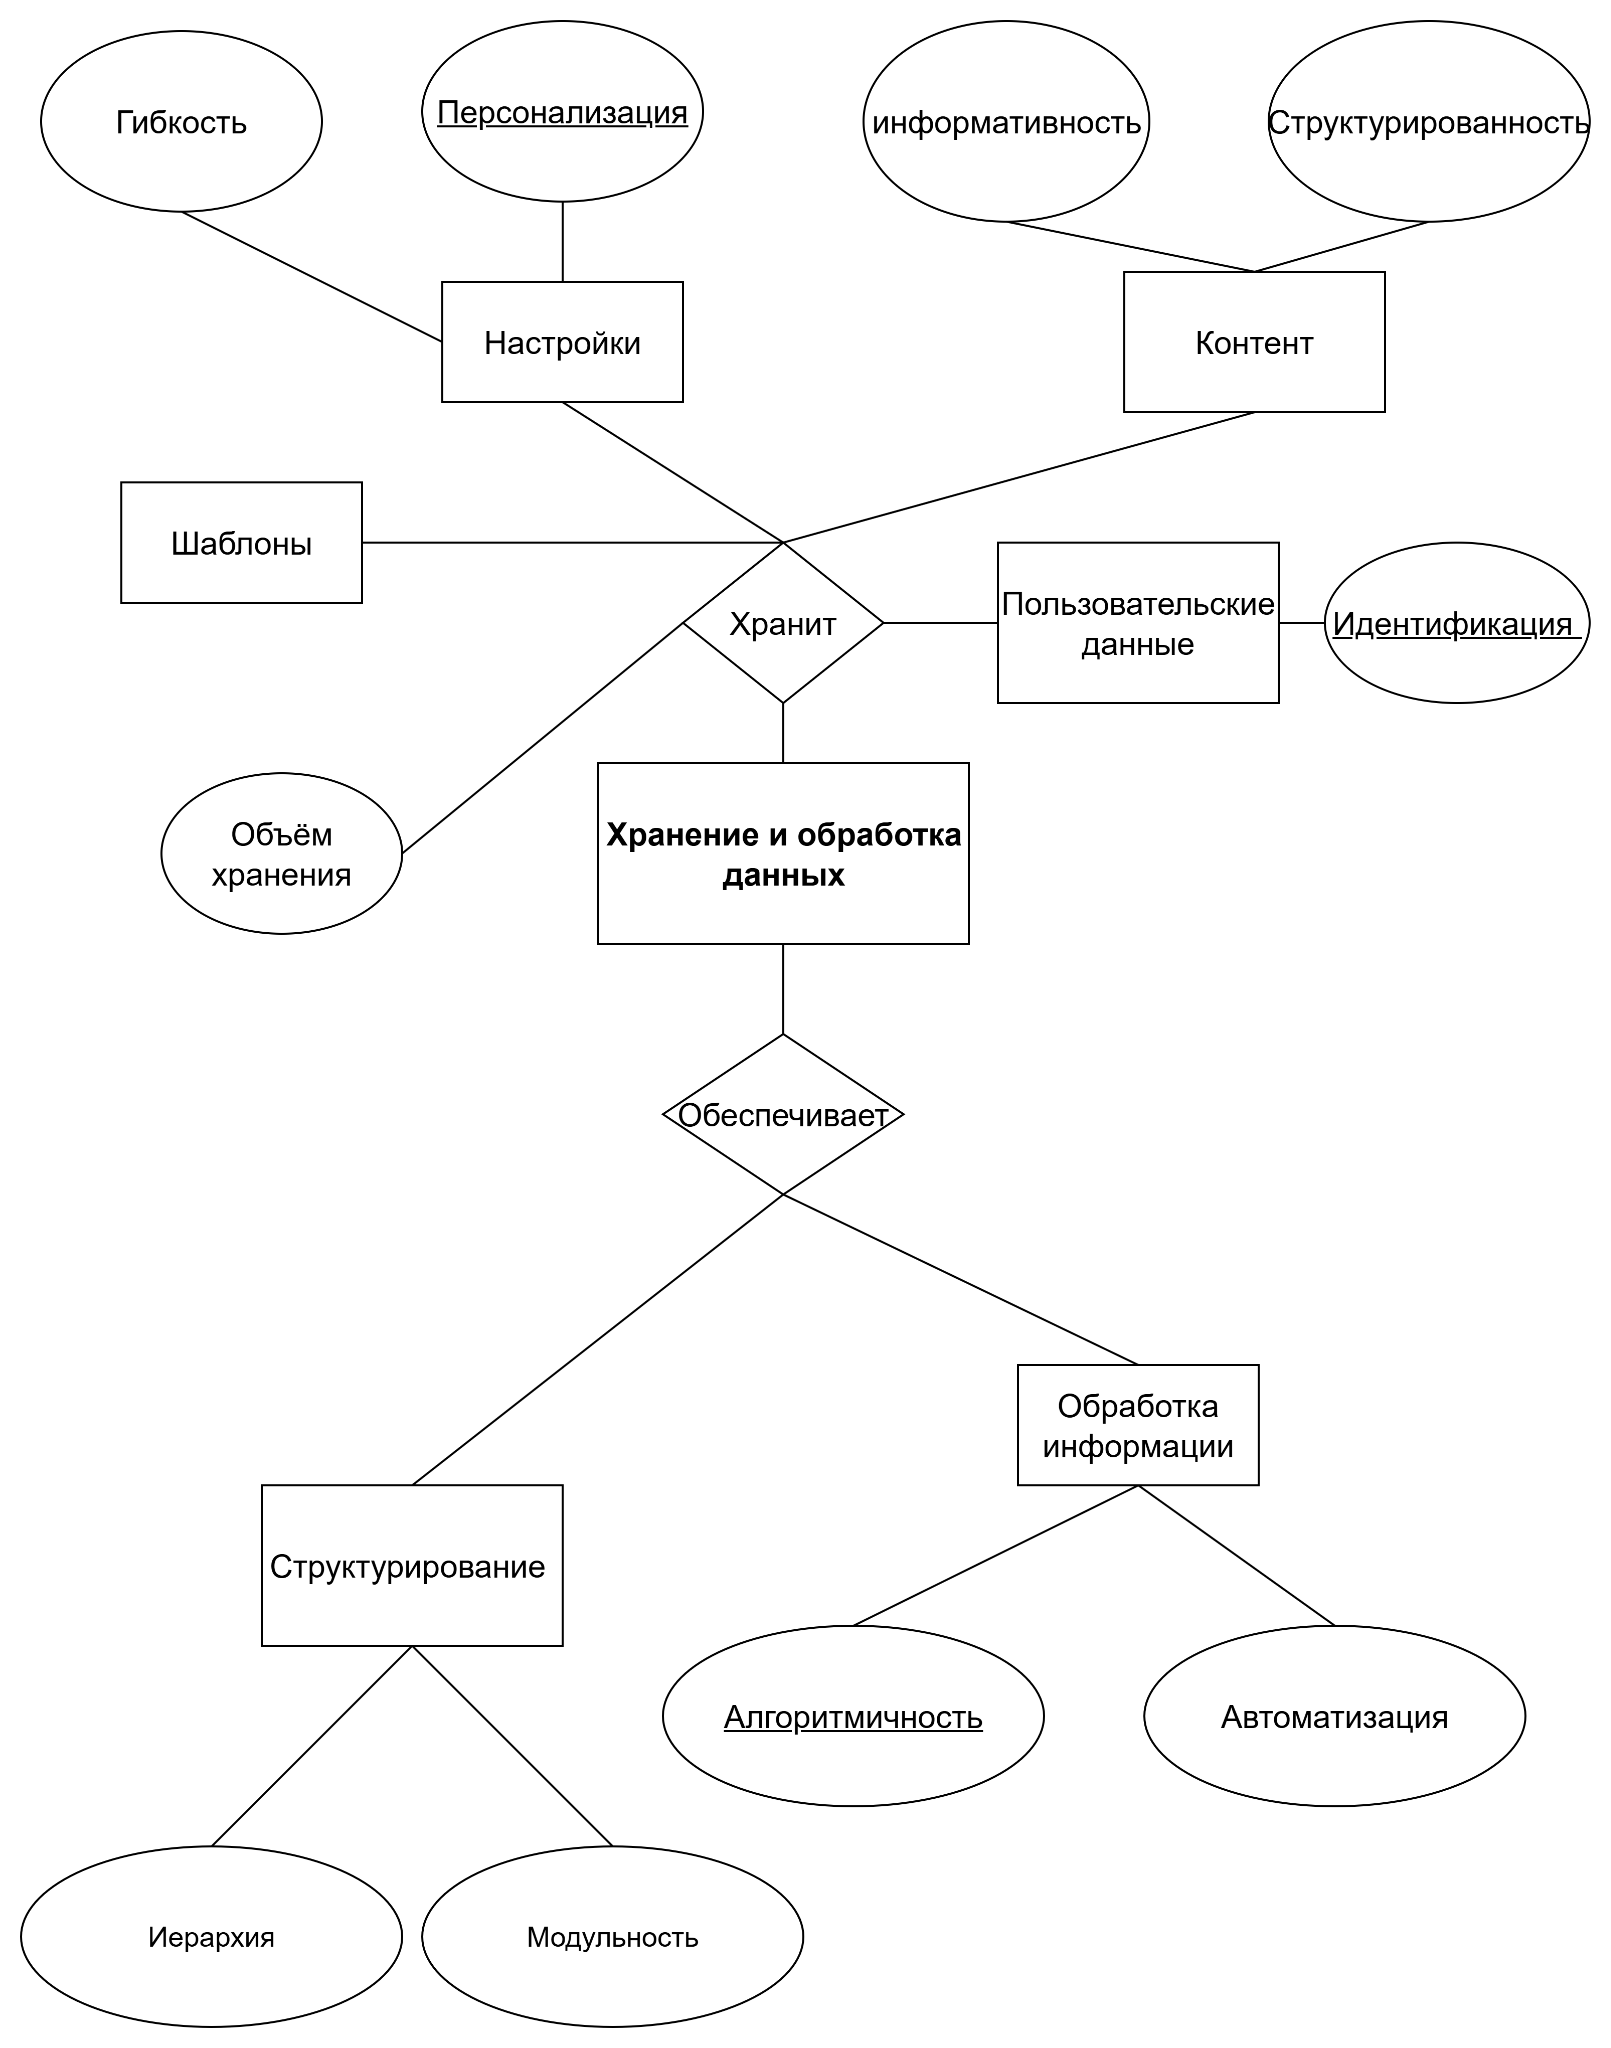 Гибкость
Персонализация
информативность
Структурированность
Настройки
Контент
Шаблоны
Хранит
Пользовательские
данные
Идентификация
Объём
хранения
Хранение и обработка
данных
Обеспечивает
Обработка
информации
Структурирование
Алгоритмичность
Автоматизация
Иерархия
Модульность